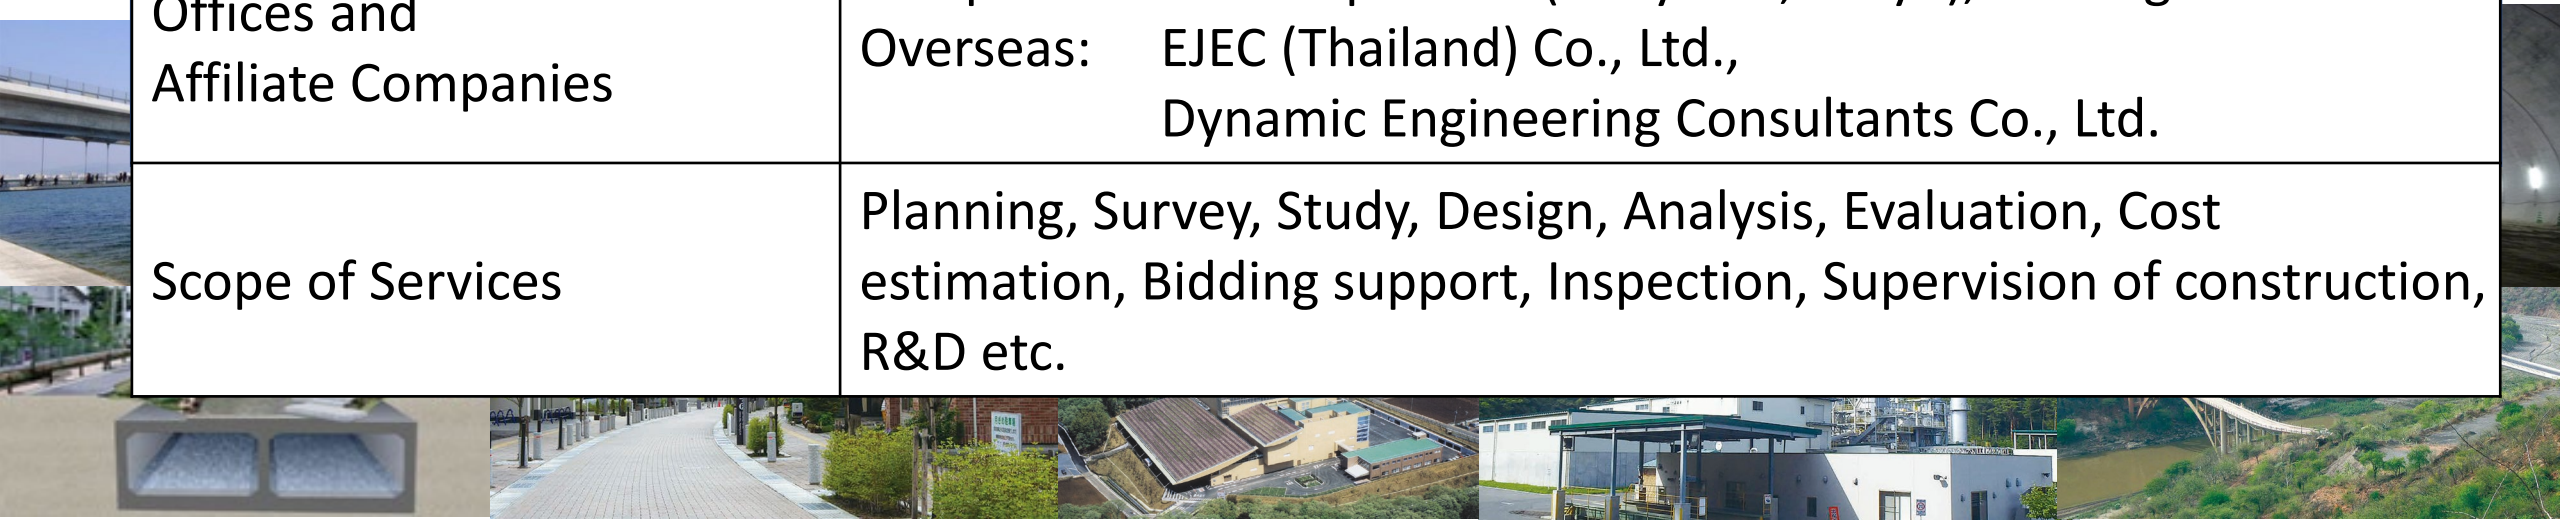 Offices and
Affiliate Companies
Overseas: EJEC (Thailand) Co., Ltd.,
Dynamic Engineering Consultants Co., Ltd.
Scope of Services
Planning, Survey, Study, Design, Analysis, Evaluation, Cost
estimation, Bidding support, Inspection, Supervision of construction,
R&D etc.